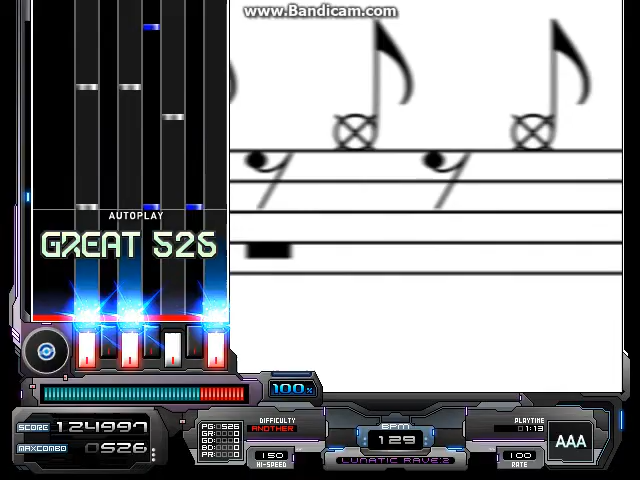 www.Bandicam.com
AUTOPLAY
GREAT 526
100%
SCORE 124997
MAXCOMBO 0526
PG:0526
GR:0000
GD:0000
BD:0000
PR:0000
DIFFICULTY
ANOTHER
150
HI-SPEED
BPM
129
LUNATIC RAVE:2
PLAYTIME
01:13
100
RATE
AAA